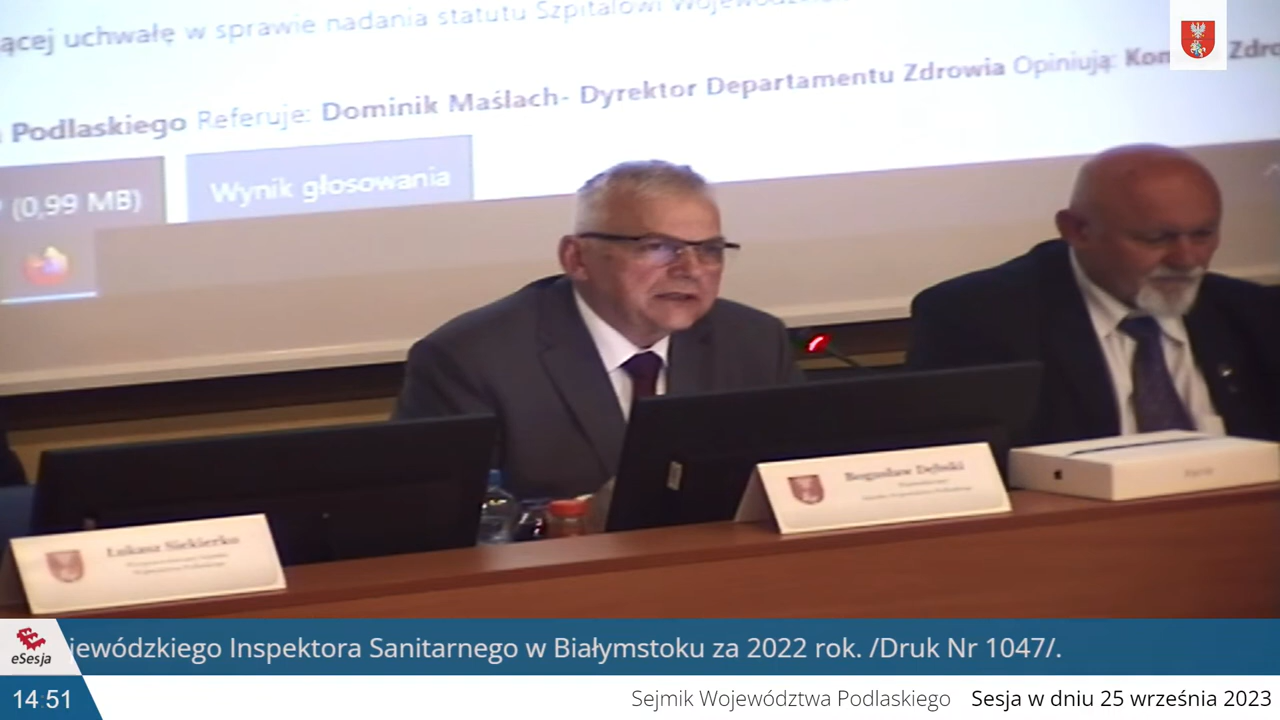 ącej uchwałę w sprawie nadania statutu Szpitalowi
Podlaskiego Referuje: Dominik Maślach- Dyrektor Departamentu Zdrowia Opiniują:
(0,99 MB)
Wynik głosowania
Bogusław Dębski
Łukasz Siekierko
eSesja
iewódzkiego Inspektora Sanitarnego w Białymstoku za 2022 rok. /Druk Nr 1047/.
14:51
Sejmik Województwa Podlaskiego Sesja w dniu 25 września 2023